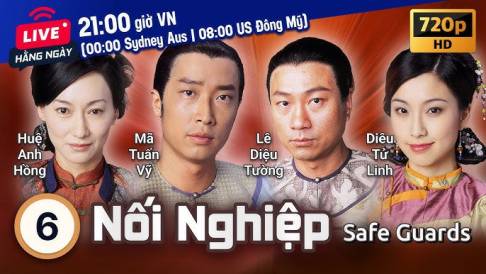 LIVE
HẰNG NGÀY
21:00 giờ VN
(00:00 Sydney Aus | 08:00 US Đông Mỹ)
720p
HD
Huệ
Anh
Hồng
Mã
Tuấn
Vỹ
Lê
Diệu
Tường
Diêu
Tử
Linh
6 Nối Nghiệp Safe Guards